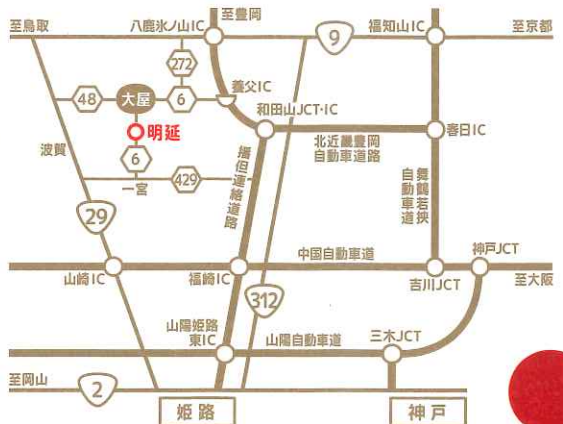 至豊岡
至鳥取
八鹿氷ノ山IC
9
福知山IC
至京都
272
養父IC
48
大屋
6
和田山JCT・IC
明延
北近畿豊岡
自動車道路
春日IC
波賀
6
一宮
429
播但連絡道路
舞鶴若狭
自動車道
29
中国自動車道
神戸JCT
山崎IC
福崎IC
312
吉川JCT
至大阪
山陽姫路
東IC
山陽自動車道
三木JCT
至岡山
2
姫路
神戸